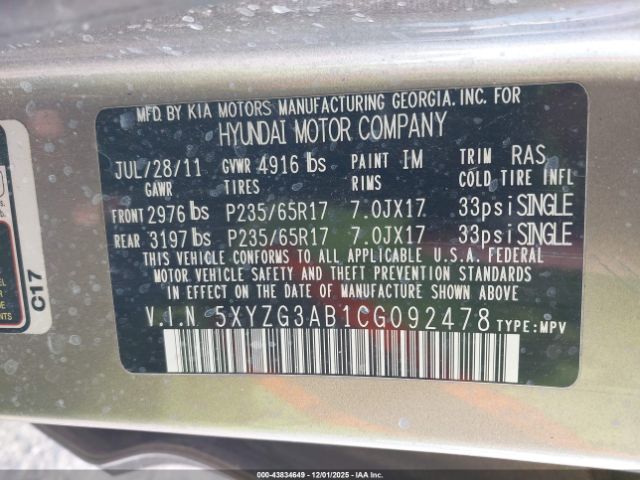 MFD. BY KIA MOTORS MANUFACTURING GEORGIA. INC. FOR
HYUNDAI MOTOR COMPANY
JUL/28/11 GVWR 4916 lbs PAINT IM TRIM RAS
GAWR TIRES RIMS COLD TIRE INFL
FRONT 2976 lbs P235/65R17 7.0JX17 33psi SINGLE
REAR 3197 lbs P235/65R17 7.0JX17 33psi SINGLE
THIS VEHICLE CONFORMS TO ALL APPLICABLE U.S.A. FEDERAL
MOTOR VEHICLE SAFETY AND THEFT PREVENTION STANDARDS
IN EFFECT ON THE DATE OF MANUFACTURE SHOWN ABOVE
V.I.N. 5XYZG3AB1CG092478 TYPE:MPV
C17
000-43834649 • 12/01/2025 • IAAI.COM